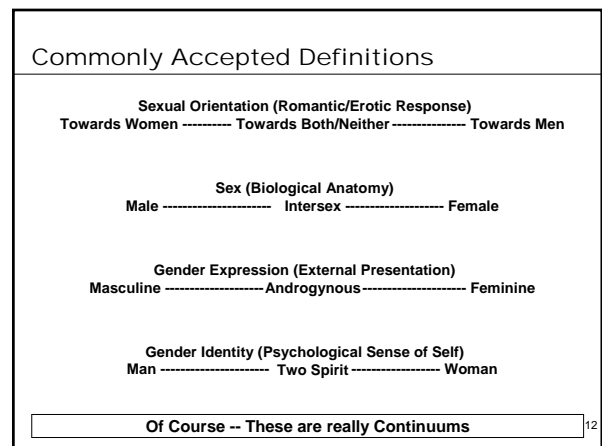 Commonly Accepted Definitions
Sexual Orientation (Romantic/Erotic Response)
Towards Women ---------- Towards Both/Neither --------------- Towards Men
Sex (Biological Anatomy)
Male ---------------------- Intersex -------------------- Female
Gender Expression (External Presentation)
Masculine --------------------Androgynous--------------------- Feminine
Gender Identity (Psychological Sense of Self)
Man ---------------------- Two Spirit------------------ Woman
Of Course -- These are really Continuums
12